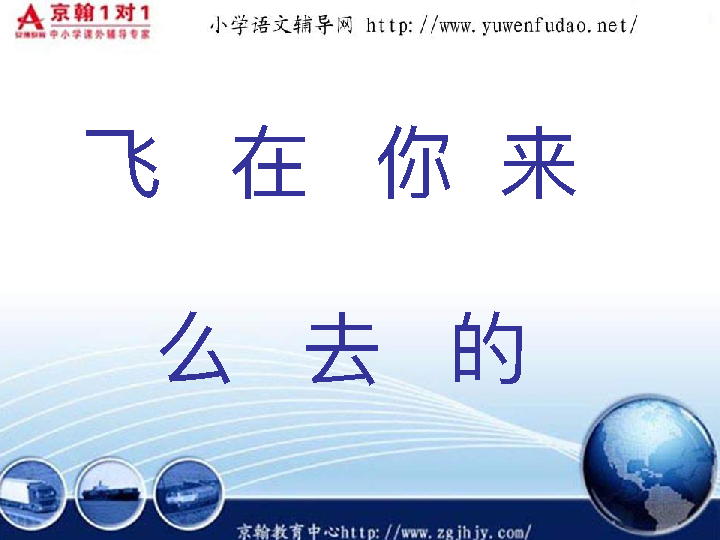 京翰1对1
京翰京翰 中小学课外辅导专家
小学语文辅导网 http://www.yuwenfudao.net/
飞 在 你 来
么 去 的
京翰教育中心http://www.zgjhjy.com/